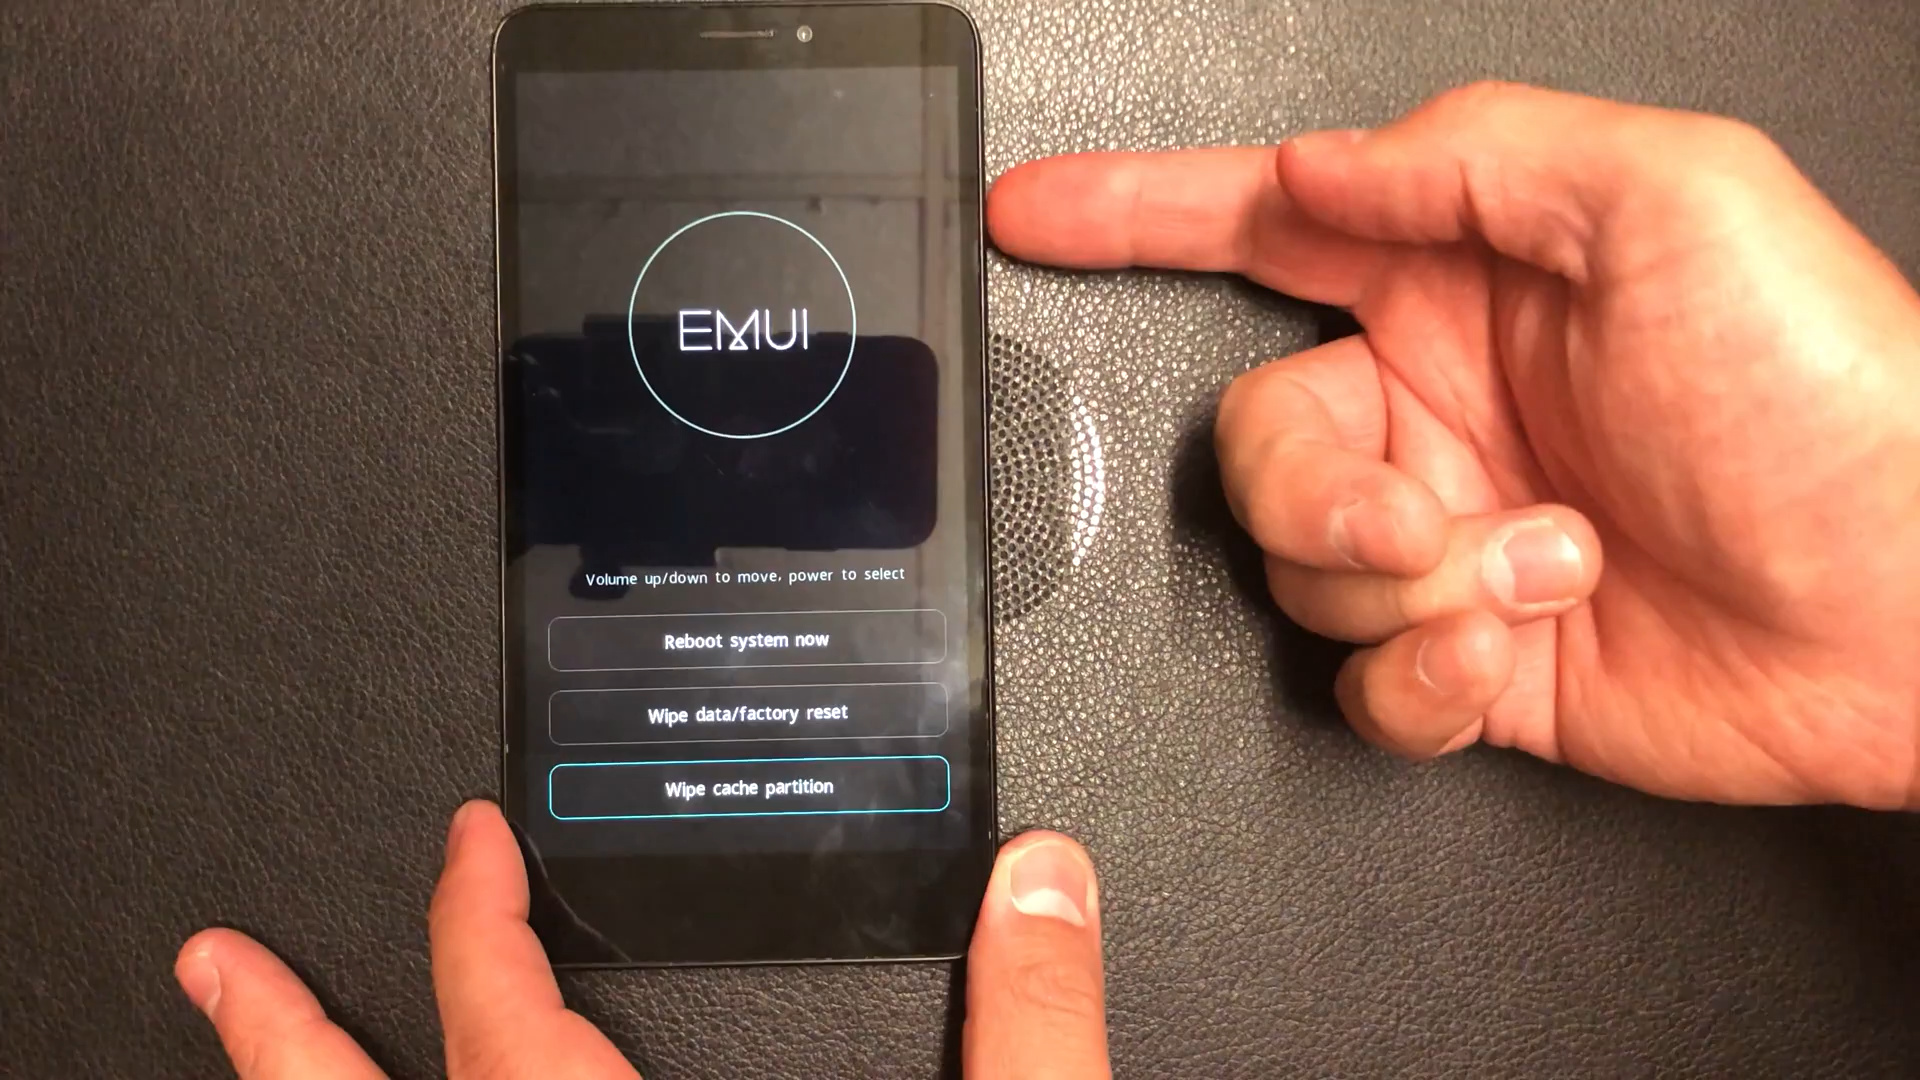 EMUI
Volume up/down to move, power to select
Reboot system now
Wipe data/factory reset
Wipe cache partition